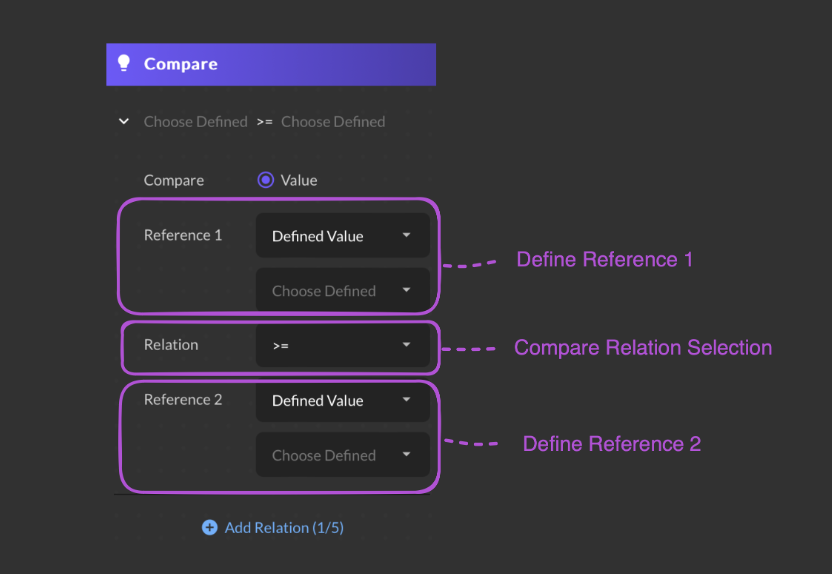 Compare
Choose Defined >= Choose Defined
Compare Value
Reference 1 Defined Value
Define Reference 1
Choose Defined
Relation >=
Compare Relation Selection
Reference 2 Defined Value
Define Reference 2
Choose Defined
Add Relation (1/5)